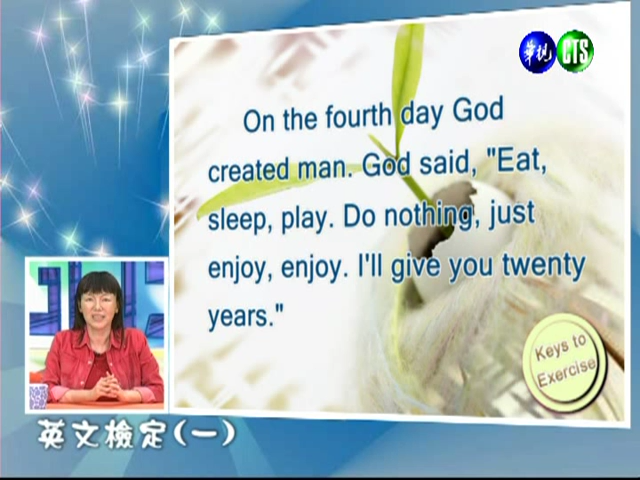 華視 CTS
On the fourth day God
created man. God said, "Eat,
sleep, play. Do nothing, just
enjoy, enjoy. I'll give you twenty
years."
Keys to
Exercise
英文檢定(一)